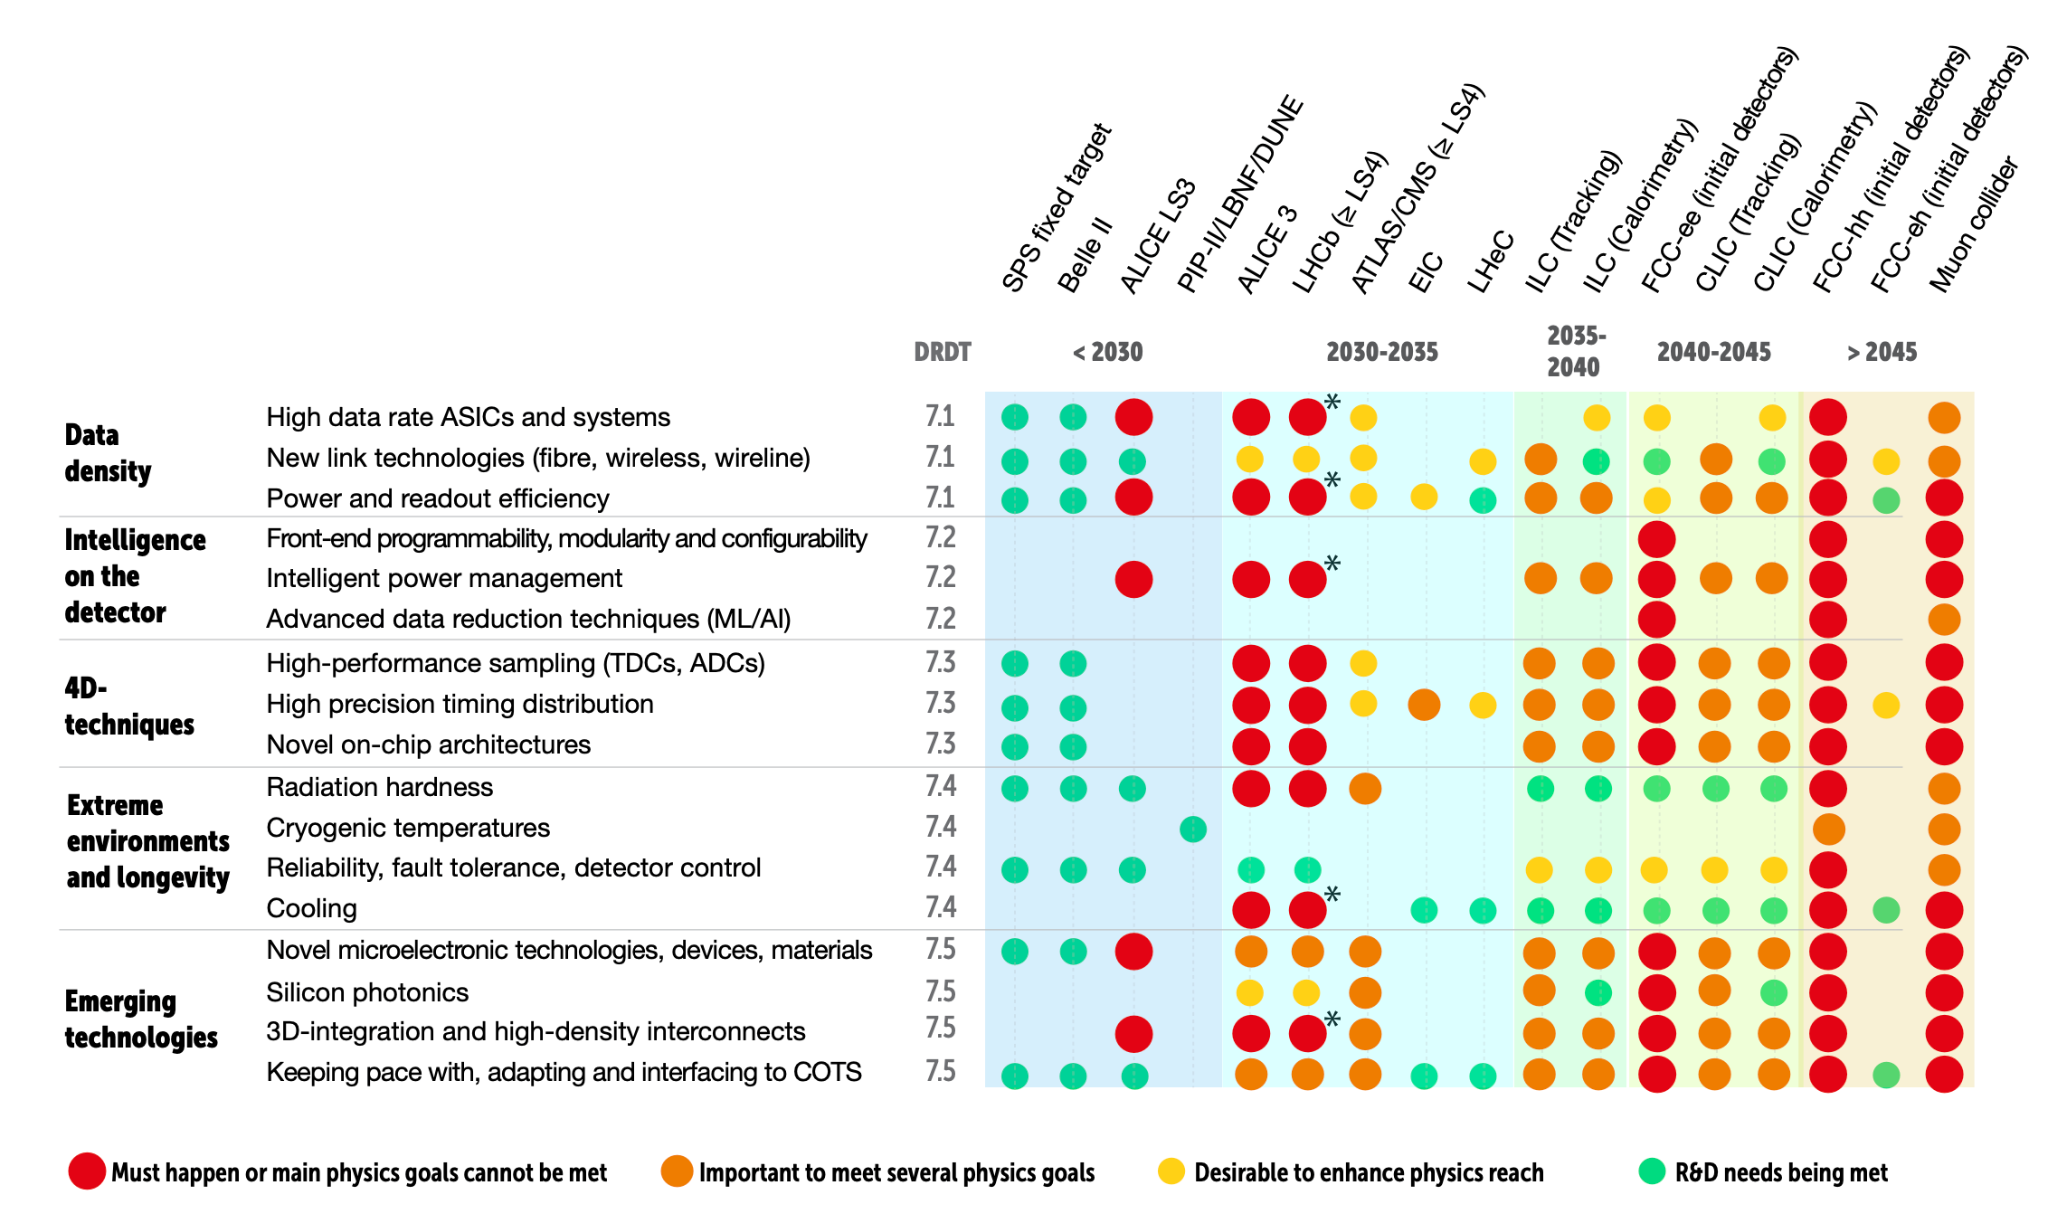 SPS fixed target
Belle II
ALICE LS3
PIP-II/LBNF/DUNE
ALICE 3
LHCb (≥ LS4)
ATLAS/CMS (≥ LS4)
EIC
LHeC
ILC (Tracking)
ILC (Calorimetry)
FCC-ee (initial detectors)
CLIC (Tracking)
CLIC (Calorimetry)
FCC-hh (initial detectors)
FCC-eh (initial detectors)
Muon collider
DRDT
< 2030
2030-2035
2035-
2040
2040-2045
> 2045
Data
density
High data rate ASICs and systems 7.1 *
New link technologies (fibre, wireless, wireline) 7.1
Power and readout efficiency 7.1 *
Intelligence
on the
detector
Front-end programmability, modularity and configurability 7.2
Intelligent power management 7.2 *
Advanced data reduction techniques (ML/AI) 7.2
4D-
techniques
High-performance sampling (TDCs, ADCs) 7.3
High precision timing distribution 7.3
Novel on-chip architectures 7.3
Extreme
environments
and longevity
Radiation hardness 7.4
Cryogenic temperatures 7.4
Reliability, fault tolerance, detector control 7.4
Cooling 7.4 *
Emerging
technologies
Novel microelectronic technologies, devices, materials 7.5
Silicon photonics 7.5
3D-integration and high-density interconnects 7.5 *
Keeping pace with, adapting and interfacing to COTS 7.5
Must happen or main physics goals cannot be met
Important to meet several physics goals
Desirable to enhance physics reach
R&D needs being met